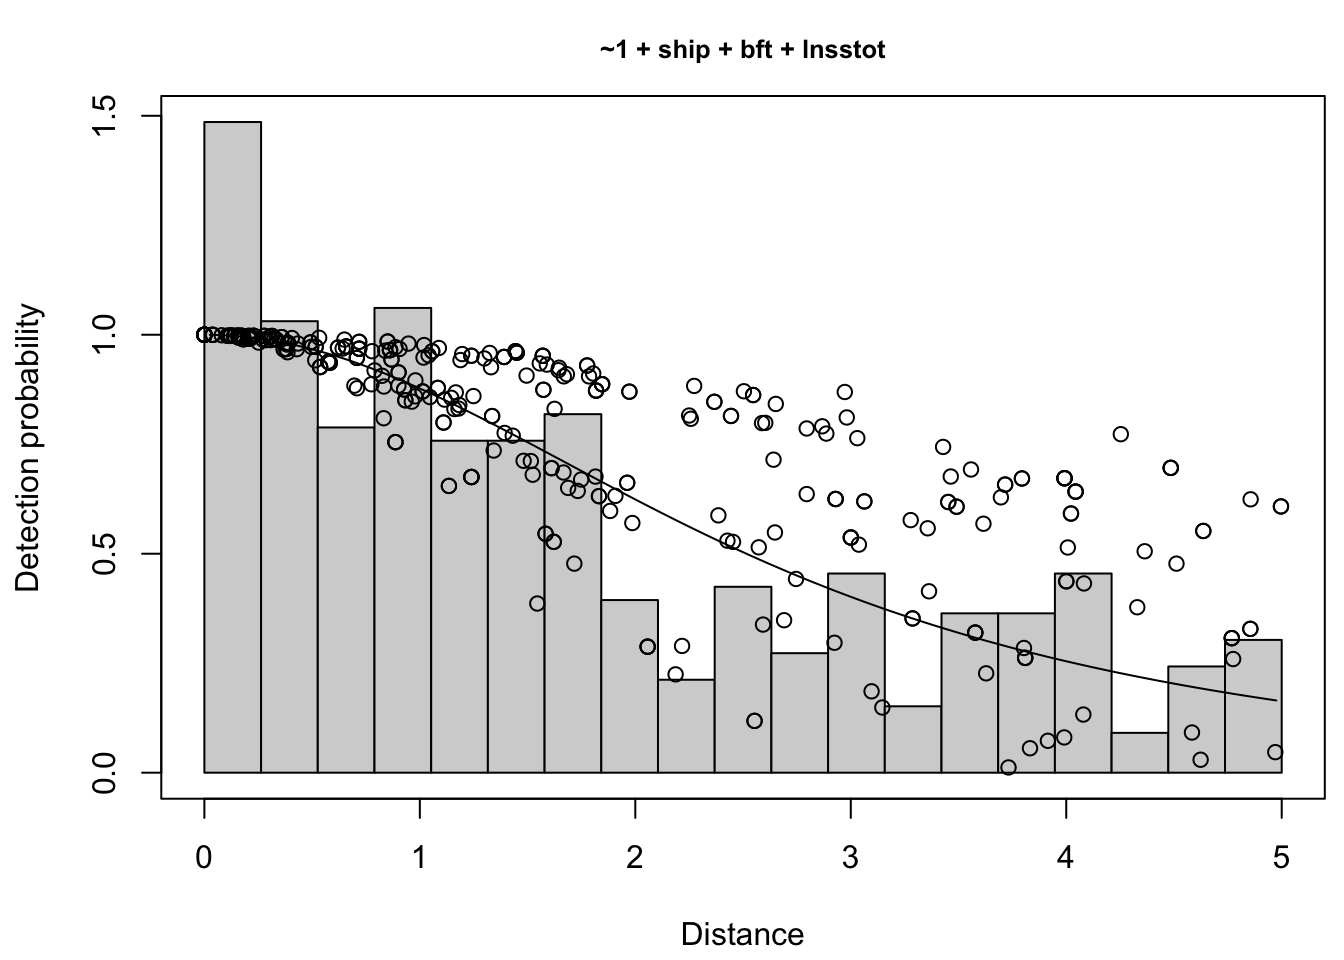 ~1 + ship + bft + lnsstot
Detection probability
1.5
1.0
0.5
0.0
0 1 2 3 4 5
Distance